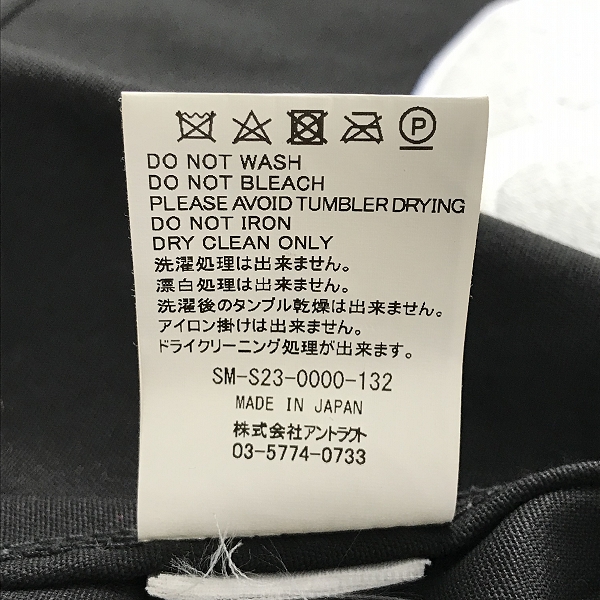 P
DO NOT WASH
DO NOT BLEACH
PLEASE AVOID TUMBLER DRYING
DO NOT IRON
DRY CLEAN ONLY
洗濯処理は出来ません。
漂白処理は出来ません。
洗濯後のタンブル乾燥は出来ません。
アイロン掛けは出来ません。
ドライクリーニング処理が出来ます。
SM-S23-0000-132
MADE IN JAPAN
株式会社アントラクト
03-5774-0733